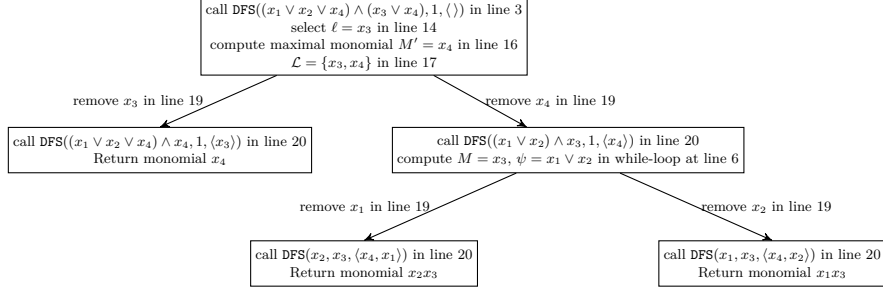 call DFS((x₁ ∨ x₂ ∨ x₄) ∧ (x₃ ∨ x₄), 1, ⟨ ⟩) in line 3
select ℓ = x₃ in line 14
compute maximal monomial M′ = x₄ in line 16
ℒ = {x₃, x₄} in line 17
remove x₃ in line 19
remove x₄ in line 19
call DFS((x₁ ∨ x₂ ∨ x₄) ∧ x₄, 1, ⟨x₃⟩) in line 20
Return monomial x₄
call DFS((x₁ ∨ x₂) ∧ x₃, 1, ⟨x₄⟩) in line 20
compute M = x₃, ψ = x₁ ∨ x₂ in while-loop at line 6
remove x₁ in line 19
remove x₂ in line 19
call DFS(x₂, x₃, ⟨x₄, x₁⟩) in line 20
Return monomial x₂x₃
call DFS(x₁, x₃, ⟨x₄, x₂⟩) in line 20
Return monomial x₁x₃